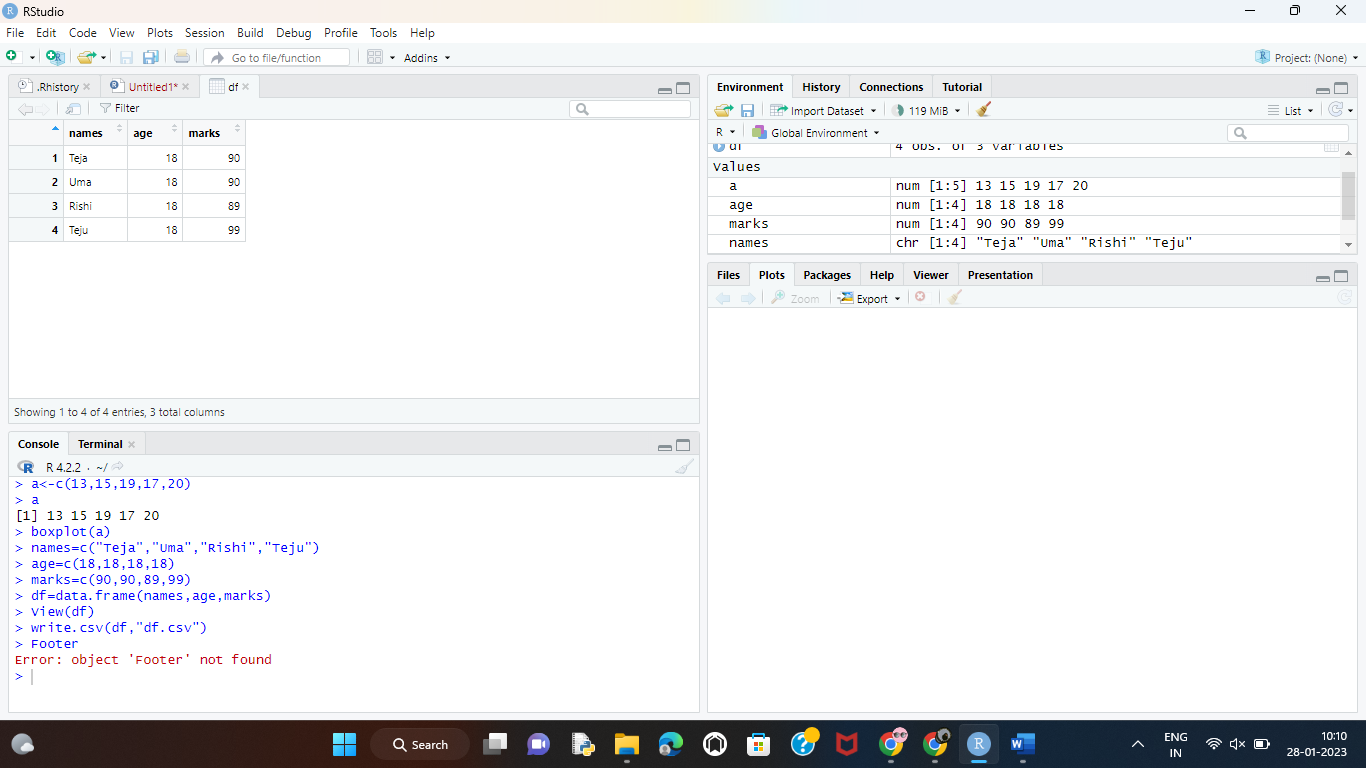 RStudio
File Edit Code View Plots Session Build Debug Profile Tools Help
Go to file/function Addins Project: (None)
.Rhistory Untitled1* df
Filter
names age marks
1 Teja 18 90
2 Uma 18 90
3 Rishi 18 89
4 Teju 18 99
Showing 1 to 4 of 4 entries, 3 total columns
Console Terminal
R 4.2.2 . ~/
> a<-c(13,15,19,17,20)
> a
[1] 13 15 19 17 20
> boxplot(a)
> names=c("Teja","Uma","Rishi","Teju")
> age=c(18,18,18,18)
> marks=c(90,90,89,99)
> df=data.frame(names,age,marks)
> View(df)
> write.csv(df,"df.csv")
> Footer
Error: object 'Footer' not found
>
Environment History Connections Tutorial
Import Dataset 119 MiB List
R Global Environment
df 4 obs. of 3 variables
Values
a num [1:5] 13 15 19 17 20
age num [1:4] 18 18 18 18
marks num [1:4] 90 90 89 99
names chr [1:4] "Teja" "Uma" "Rishi" "Teju"
Files Plots Packages Help Viewer Presentation
Zoom Export
Search
ENG
IN
10:10
28-01-2023